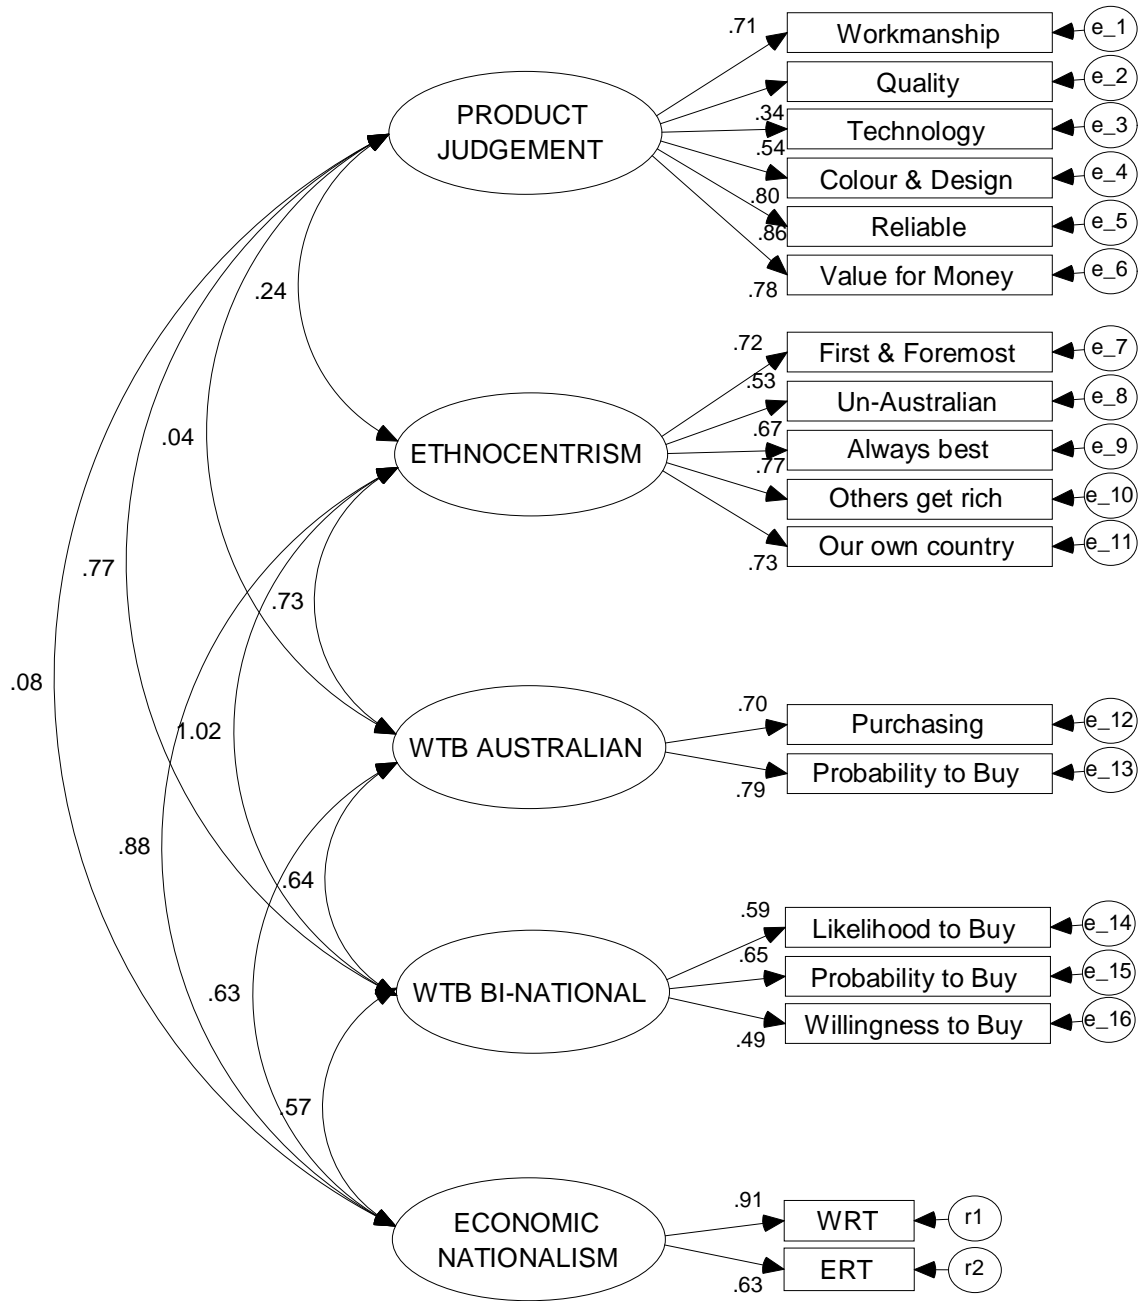 .71
Workmanship
e_1
Quality
e_2
PRODUCT
JUDGEMENT
.34
Technology
e_3
.54
Colour & Design
e_4
.80
Reliable
e_5
.86
Value for Money
e_6
.78
.24
.72
First & Foremost
e_7
.53
Un-Australian
e_8
.67
ETHNOCENTRISM
Always best
e_9
.77
Others get rich
e_10
Our own country
e_11
.73
.04
.77
.73
.08
1.02
.70
Purchasing
e_12
WTB AUSTRALIAN
Probability to Buy
e_13
.79
.88
.64
.59
Likelihood to Buy
e_14
.65
Probability to Buy
e_15
WTB BI-NATIONAL
Willingness to Buy
e_16
.49
.63
.57
.91
WRT
r1
ECONOMIC
NATIONALISM
ERT
r2
.63